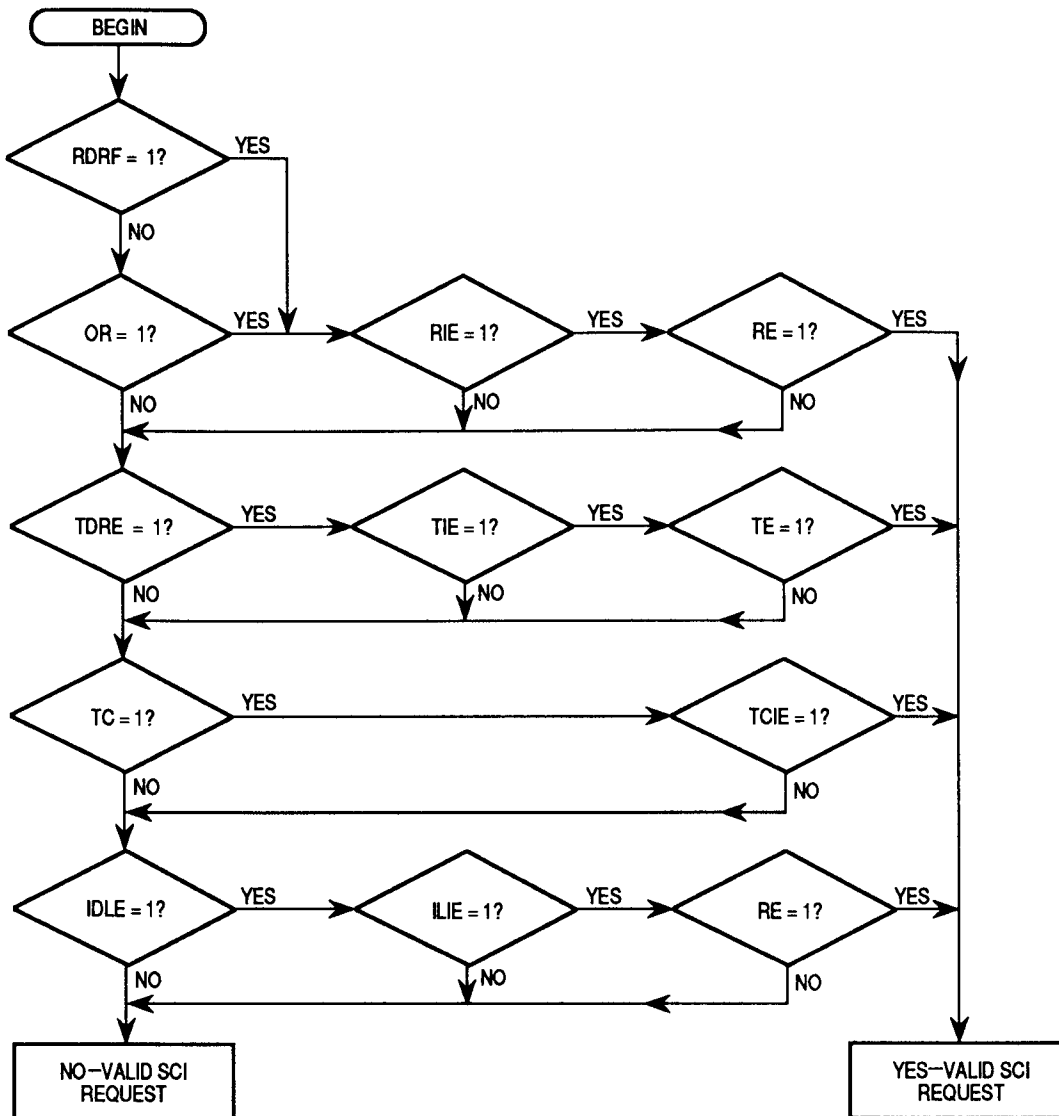 BEGIN
RDRF = 1?
YES
NO
OR = 1?
YES
RIE = 1?
YES
RE = 1?
YES
NO
NO
NO
TDRE = 1?
YES
TIE = 1?
YES
TE = 1?
YES
NO
NO
NO
TC = 1?
YES
TCIE = 1?
YES
NO
NO
IDLE = 1?
YES
ILIE = 1?
YES
RE = 1?
YES
NO
NO
NO
NO—VALID SCI
REQUEST
YES—VALID SCI
REQUEST